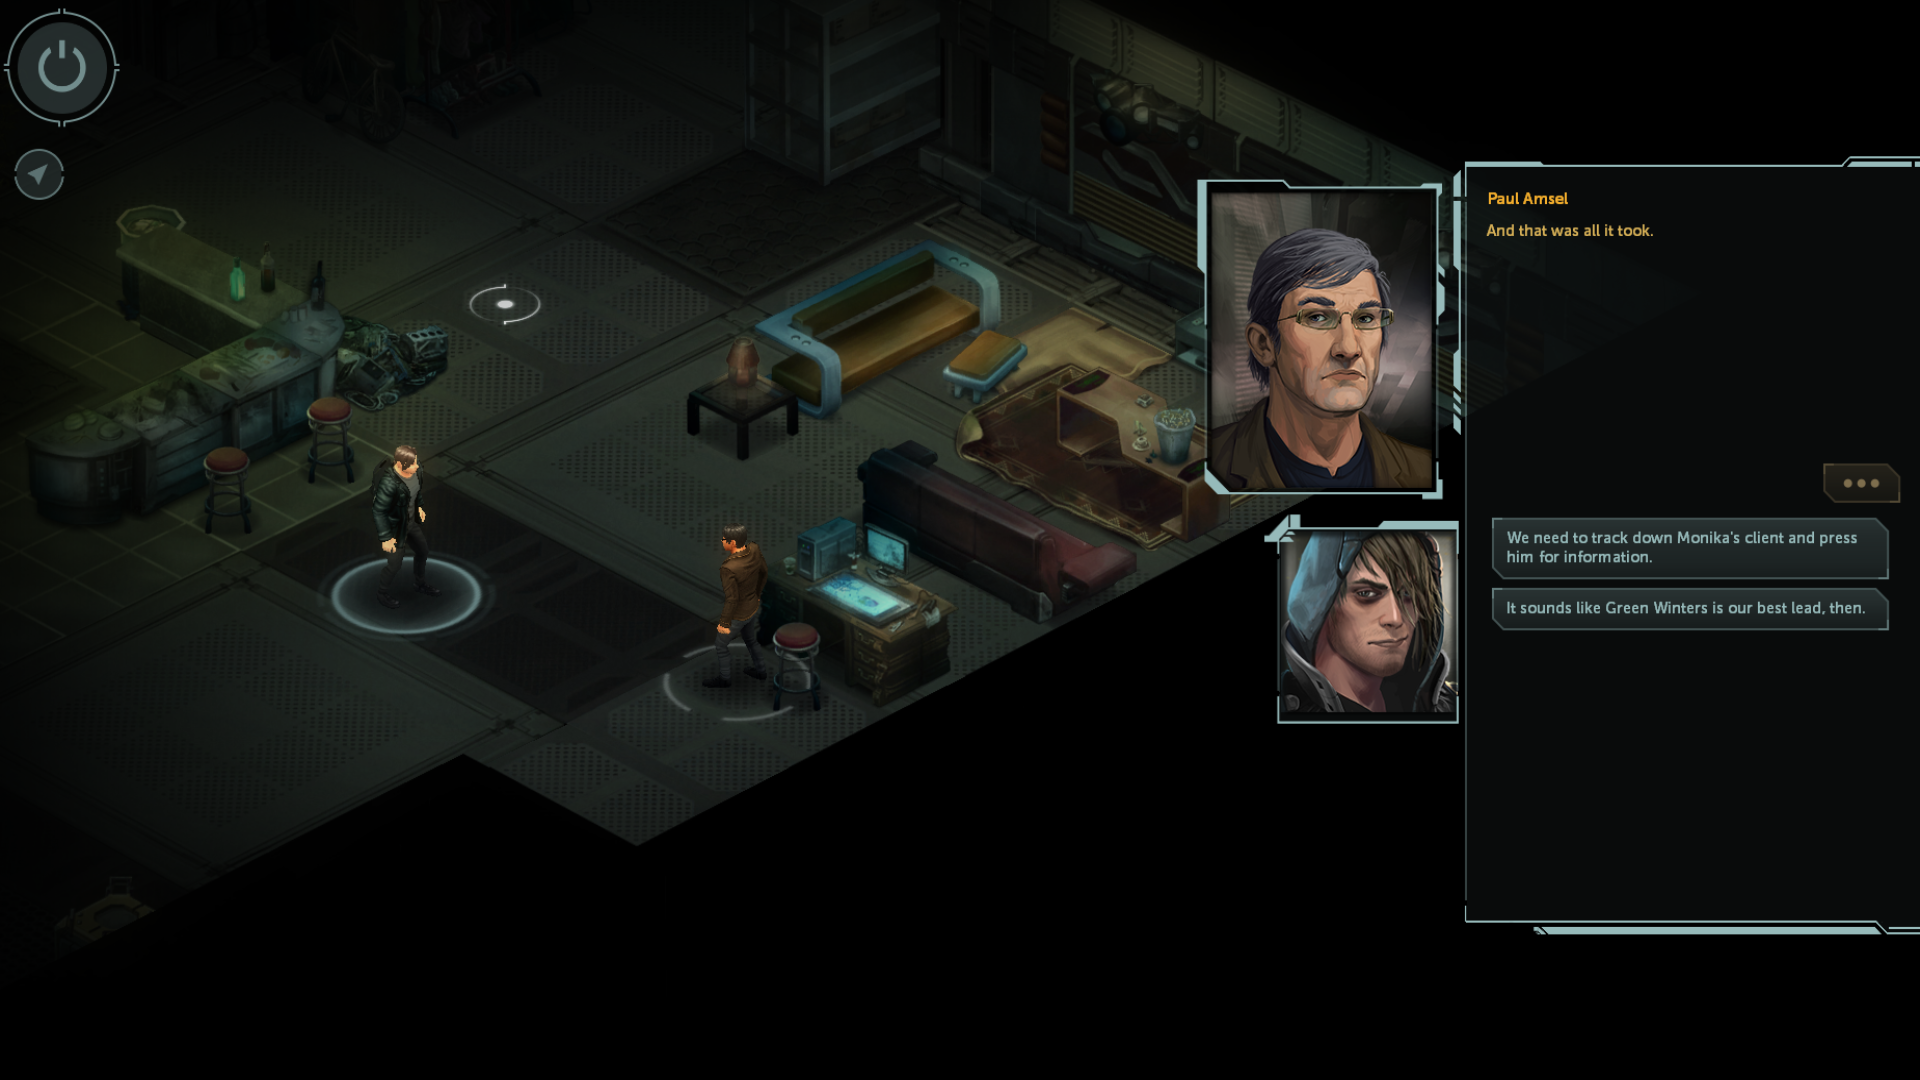 Paul Amsel
And that was all it took.
We need to track down Monika's client and press
him for information.
It sounds like Green Winters is our best lead, then.